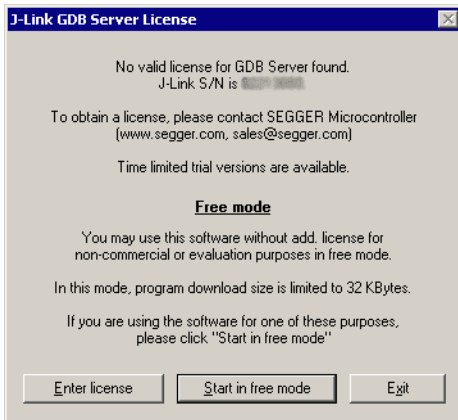 J-Link GDB Server License
No valid license for GDB Server found.
J-Link S/N is
To obtain a license, please contact SEGGER Microcontroller
(www.segger.com, sales@segger.com)
Time limited trial versions are available.
Free mode
You may use this software without add. license for
non-commercial or evaluation purposes in free mode.
In this mode, program download size is limited to 32 KBytes.
If you are using the software for one of these purposes,
please click "Start in free mode"
Enter license
Start in free mode
Exit